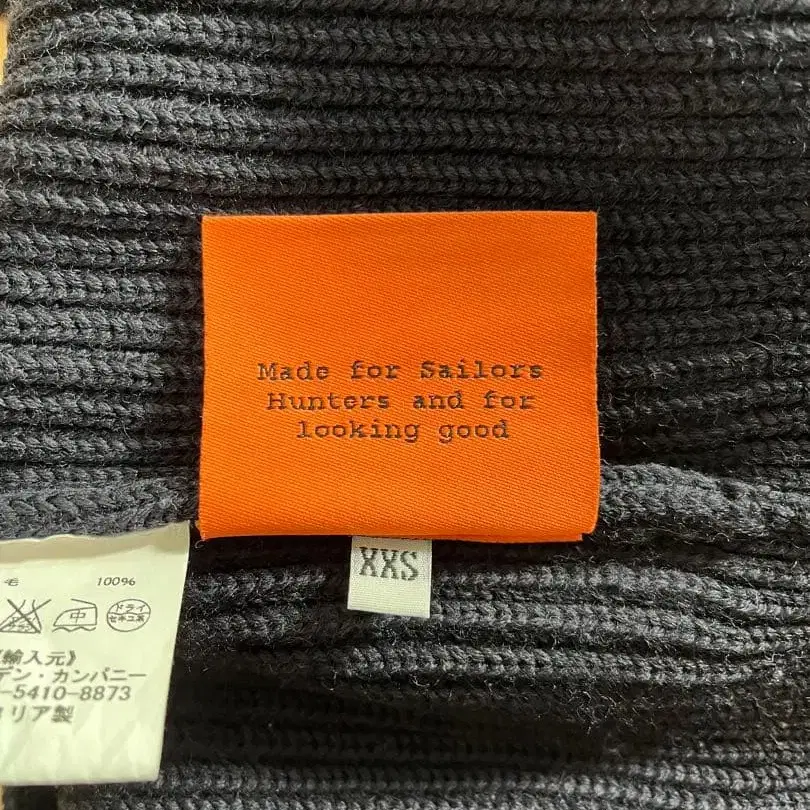 Made for Sailors
Hunters and for
looking good
XXS
毛 100%
中
ドライ
セキユ系
輸入元》
デン・カンパニー
-5410-8873
リア製